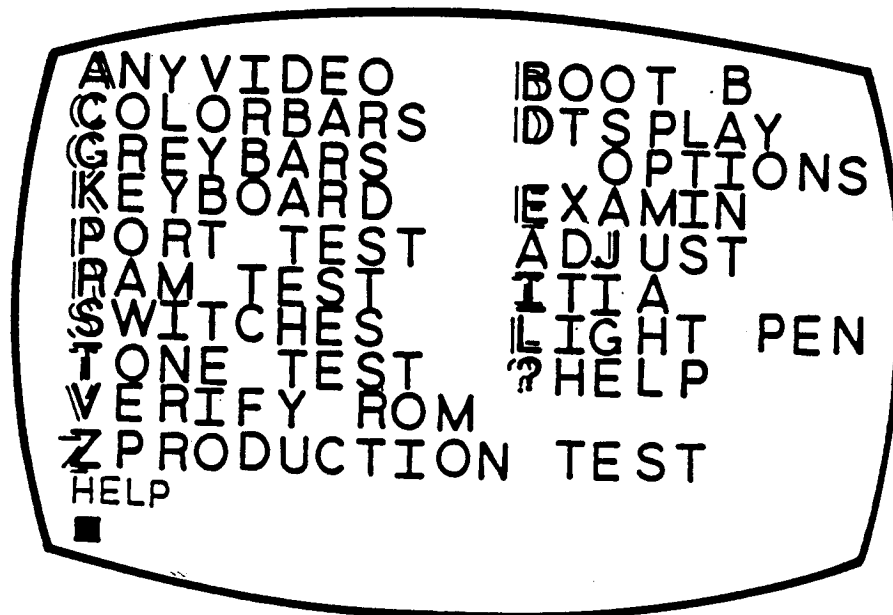 ANYVIDEO
COLORBARS
GREYBARS
KEYBOARD
PORT TEST
RAM TEST
SWITCHES
TONE TEST
VERIFY ROM
ZPRODUCTION TEST
HELP
BOOT B
DTSPLAY
OPTIONS
EXAMIN
ADJUST
ITIA
LIGHT PEN
?HELP